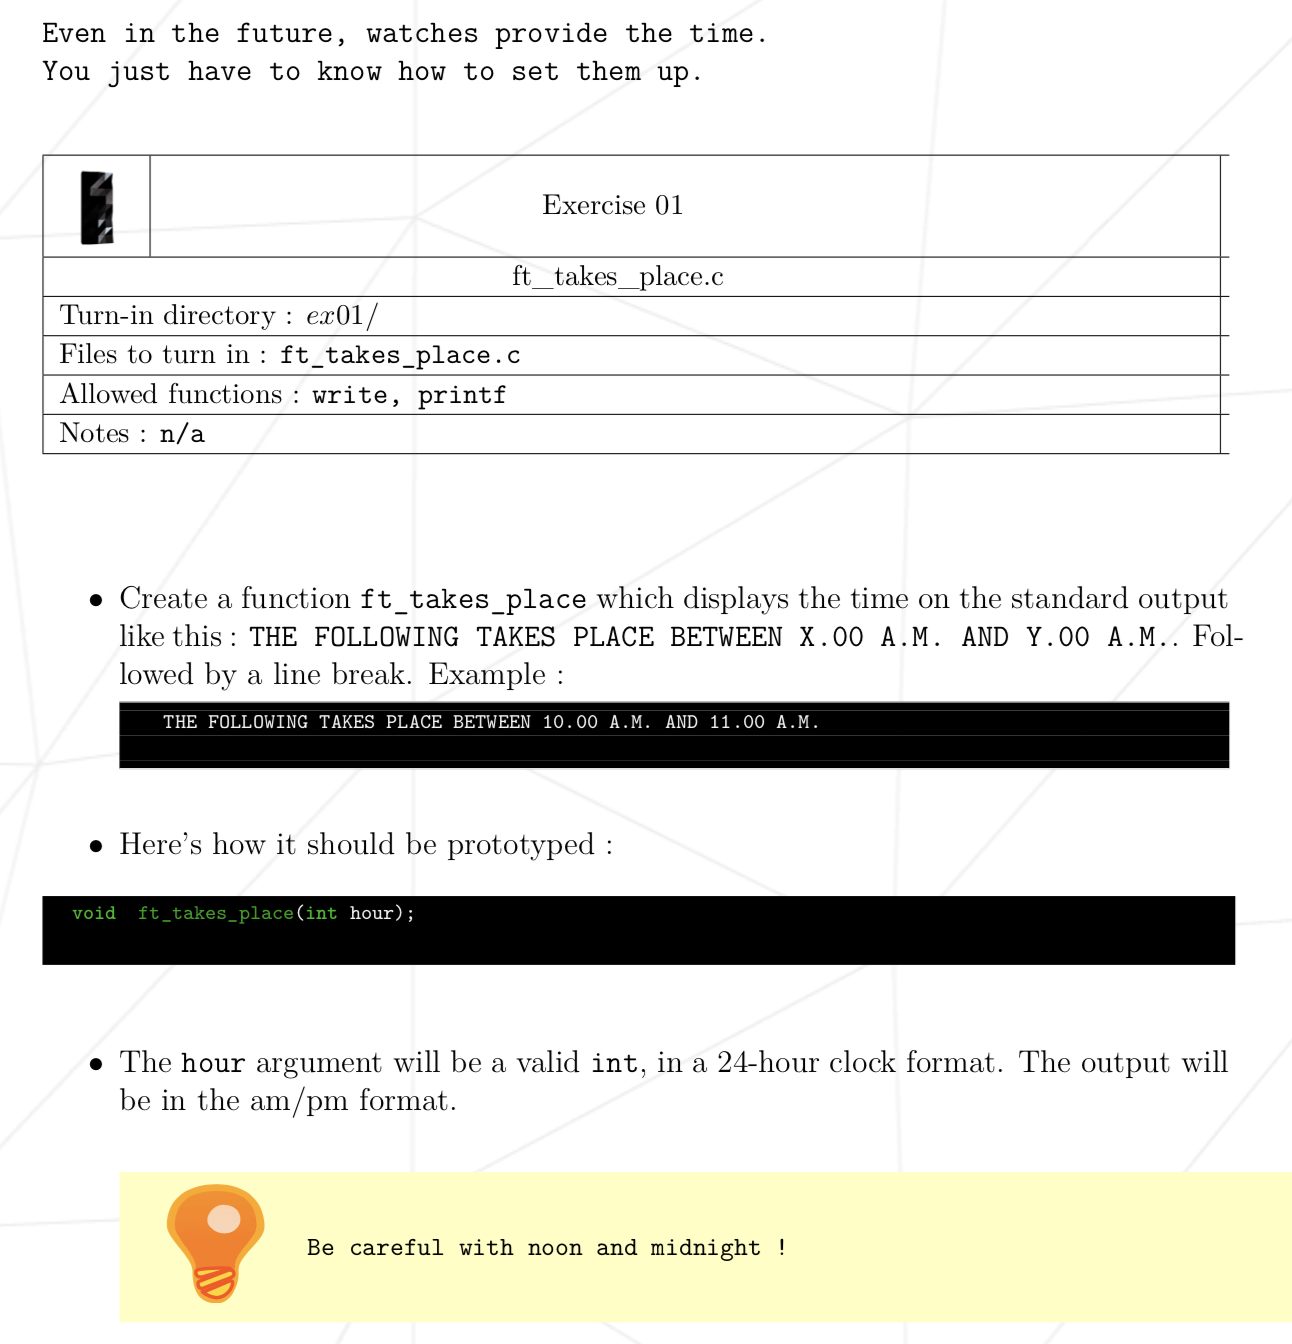 Even in the future, watches provide the time.
You just have to know how to set them up.
Exercise 01
ft_takes_place.c
Turn-in directory : ex01/
Files to turn in : ft_takes_place.c
Allowed functions : write, printf
Notes : n/a
• Create a function ft_takes_place which displays the time on the standard output
like this : THE FOLLOWING TAKES PLACE BETWEEN X.00 A.M. AND Y.00 A.M.. Fol-
lowed by a line break. Example :
THE FOLLOWING TAKES PLACE BETWEEN 10.00 A.M. AND 11.00 A.M.
• Here's how it should be prototyped :
void ft_takes_place(int hour);
• The hour argument will be a valid int, in a 24-hour clock format. The output will
be in the am/pm format.
Be careful with noon and midnight !